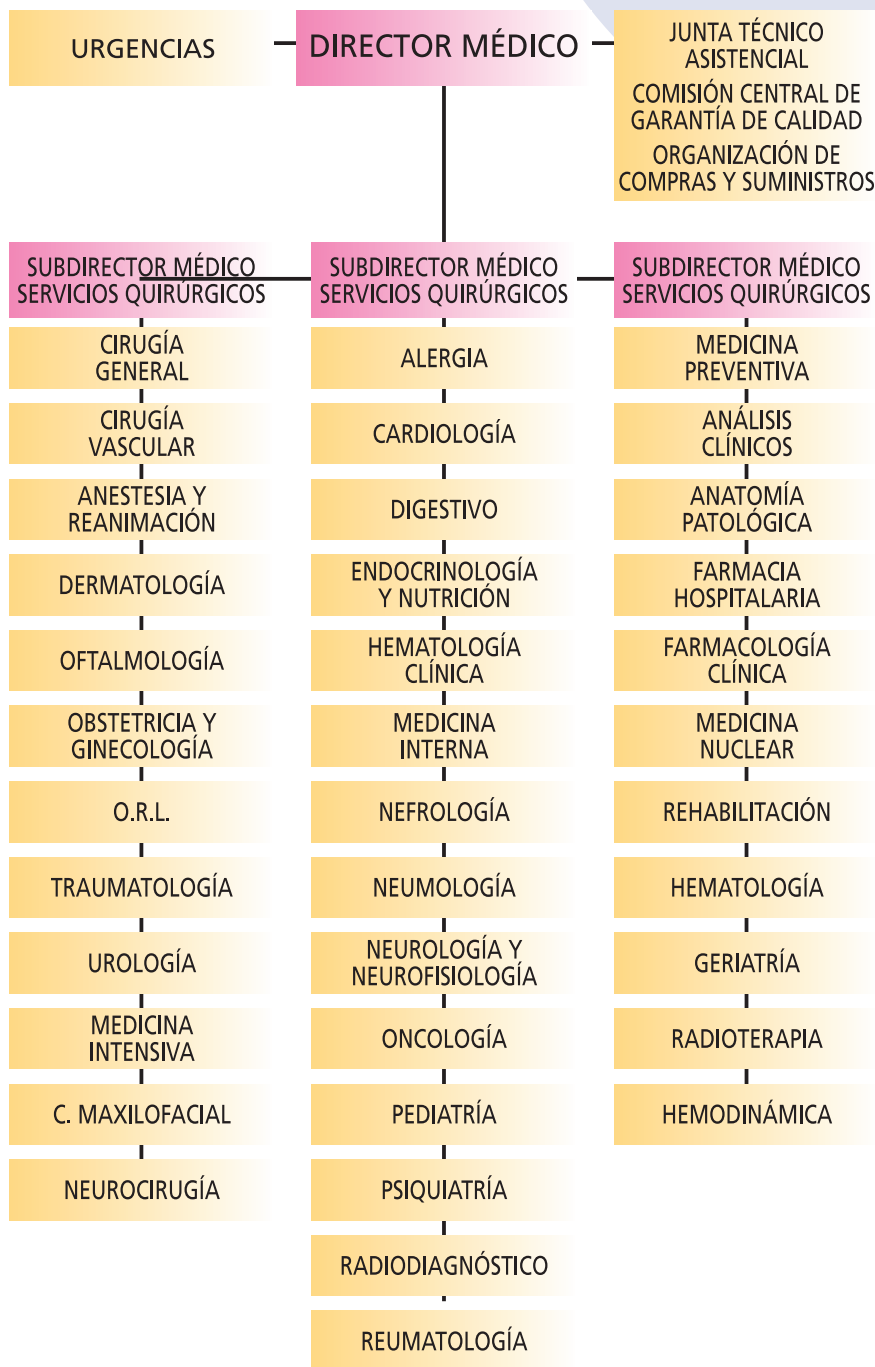 URGENCIAS
DIRECTOR MÉDICO
JUNTA TÉCNICO
ASISTENCIAL
COMISIÓN CENTRAL DE
GARANTÍA DE CALIDAD
ORGANIZACIÓN DE
COMPRAS Y SUMINISTROS
SUBDIRECTOR MÉDICO
SERVICIOS QUIRÚRGICOS
CIRUGÍA
GENERAL
CIRUGÍA
VASCULAR
ANESTESIA Y
REANIMACIÓN
DERMATOLOGÍA
OFTALMOLOGÍA
OBSTETRICIA Y
GINECOLOGÍA
O.R.L.
TRAUMATOLOGÍA
UROLOGÍA
MEDICINA
INTENSIVA
C. MAXILOFACIAL
NEUROCIRUGÍA
SUBDIRECTOR MÉDICO
SERVICIOS QUIRÚRGICOS
ALERGIA
CARDIOLOGÍA
DIGESTIVO
ENDOCRINOLOGÍA
Y NUTRICIÓN
HEMATOLOGÍA
CLÍNICA
MEDICINA
INTERNA
NEFROLOGÍA
NEUMOLOGÍA
NEUROLOGÍA Y
NEUROFISIOLOGÍA
ONCOLOGÍA
PEDIATRÍA
PSIQUIATRÍA
RADIODIAGNÓSTICO
REUMATOLOGÍA
SUBDIRECTOR MÉDICO
SERVICIOS QUIRÚRGICOS
MEDICINA
PREVENTIVA
ANÁLISIS
CLÍNICOS
ANATOMÍA
PATOLÓGICA
FARMACIA
HOSPITALARIA
FARMACOLOGÍA
CLÍNICA
MEDICINA
NUCLEAR
REHABILITACIÓN
HEMATOLOGÍA
GERIATRÍA
RADIOTERAPIA
HEMODINÁMICA